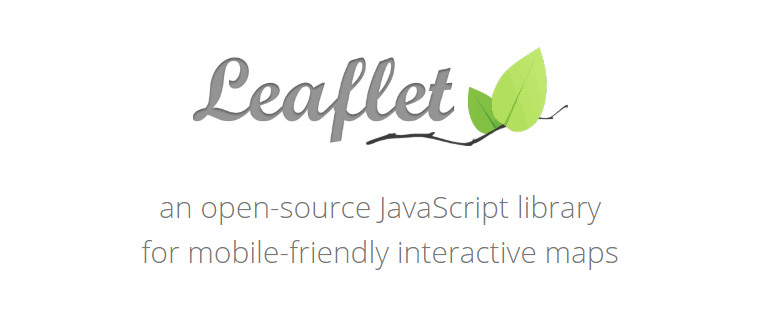 Leaflet
an open-source JavaScript library
for mobile-friendly interactive maps